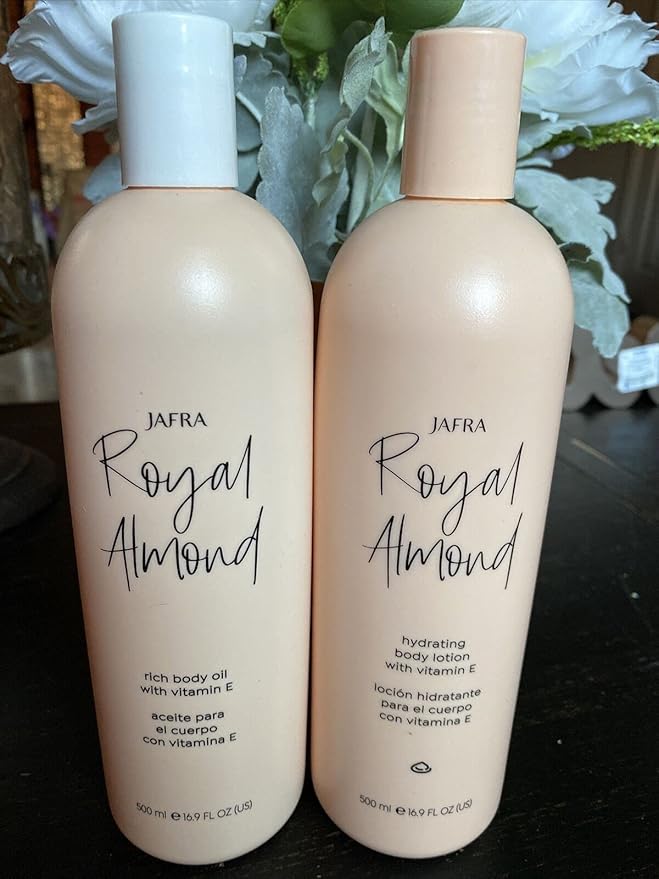 JAFRA
Royal
Almond
rich body oil
with vitamin E
aceite para
el cuerpo
con vitamina E
500 ml e 16.9 FL OZ (US)
JAFRA
Royal
Almond
hydrating
body lotion
with vitamin E
loción hidratante
para el cuerpo
con vitamina E
500 ml e 16.9 FL OZ (US)